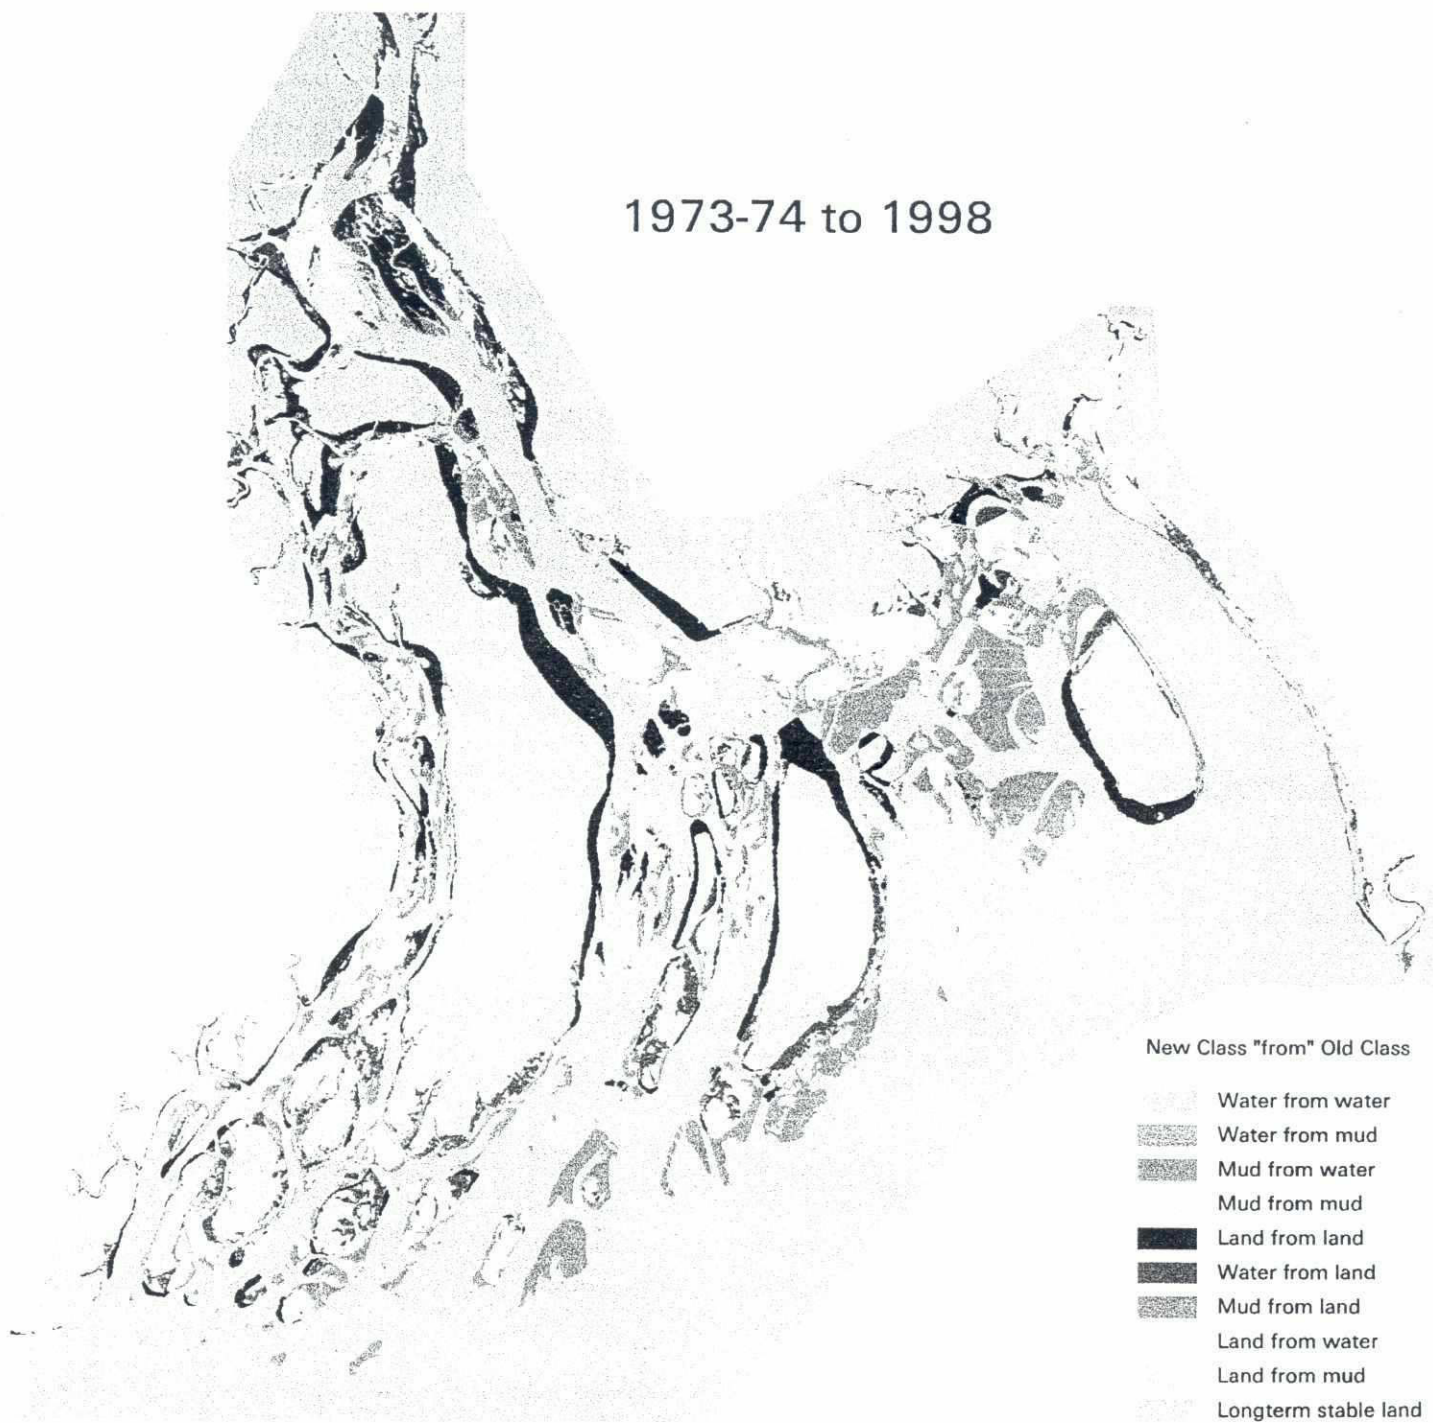 1973-74 to 1998
New Class "from" Old Class
Water from water
Water from mud
Mud from water
Mud from mud
Land from land
Water from land
Mud from land
Land from water
Land from mud
Longterm stable land